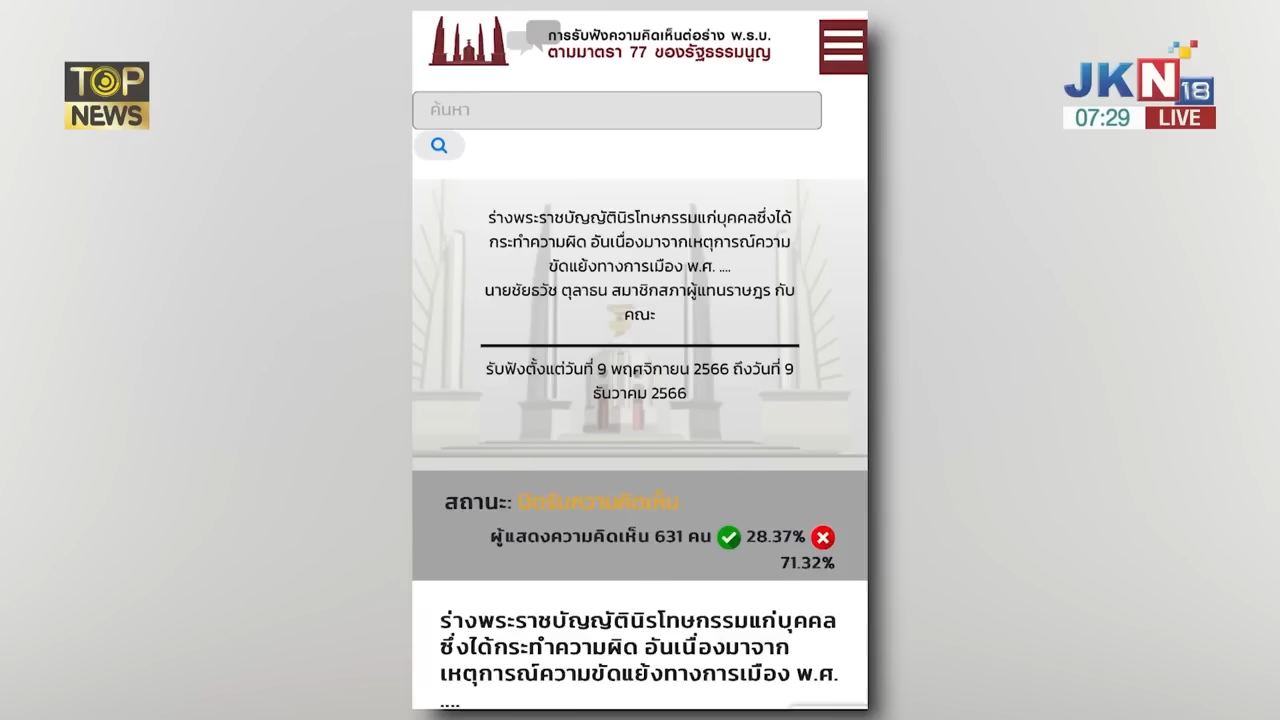 TOP
NEWS
การรับฟังความคิดเห็นต่อร่าง พ.ร.บ.
ตามมาตรา 77 ของรัฐธรรมนูญ
JKN18
07:29 LIVE
ค้นหา
ร่างพระราชบัญญัตินิรโทษกรรมแก่บุคคลซึ่งได้
กระทำความผิด อันเนื่องมาจากเหตุการณ์ความ
ขัดแย้งทางการเมือง พ.ศ. ....
นายชัยธวัช ตุลาธน สมาชิกสภาผู้แทนราษฎร กับ
คณะ
รับฟังตั้งแต่วันที่ 9 พฤศจิกายน 2566 ถึงวันที่ 9
ธันวาคม 2566
สถานะ: ปิดรับความคิดเห็น
ผู้แสดงความคิดเห็น 631 คน 28.37%
71.32%
ร่างพระราชบัญญัตินิรโทษกรรมแก่บุคคล
ซึ่งได้กระทำความผิด อันเนื่องมาจาก
เหตุการณ์ความขัดแย้งทางการเมือง พ.ศ.
....